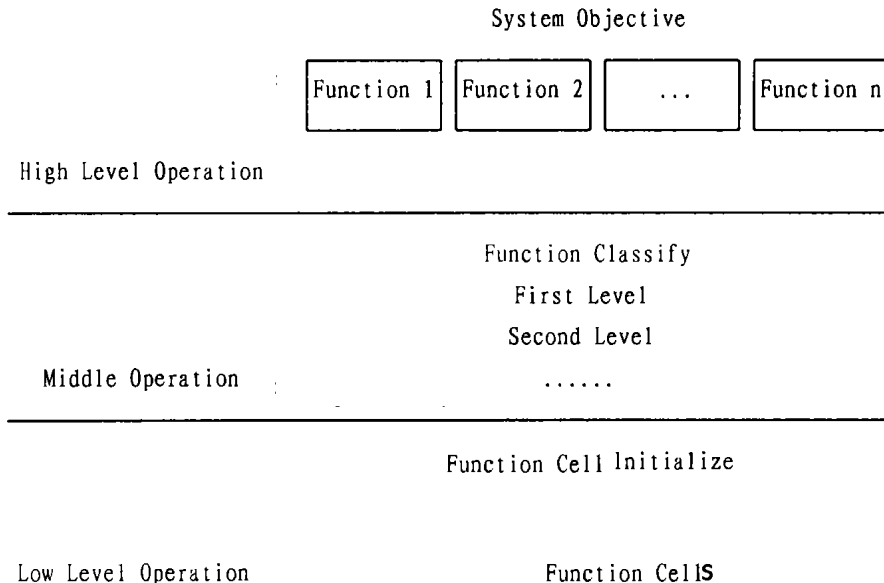 System Objective
Function 1 Function 2 ... Function n
High Level Operation
Function Classify
First Level
Second Level
Middle Operation ......
Function Cell Initialize
Low Level Operation Function Cells